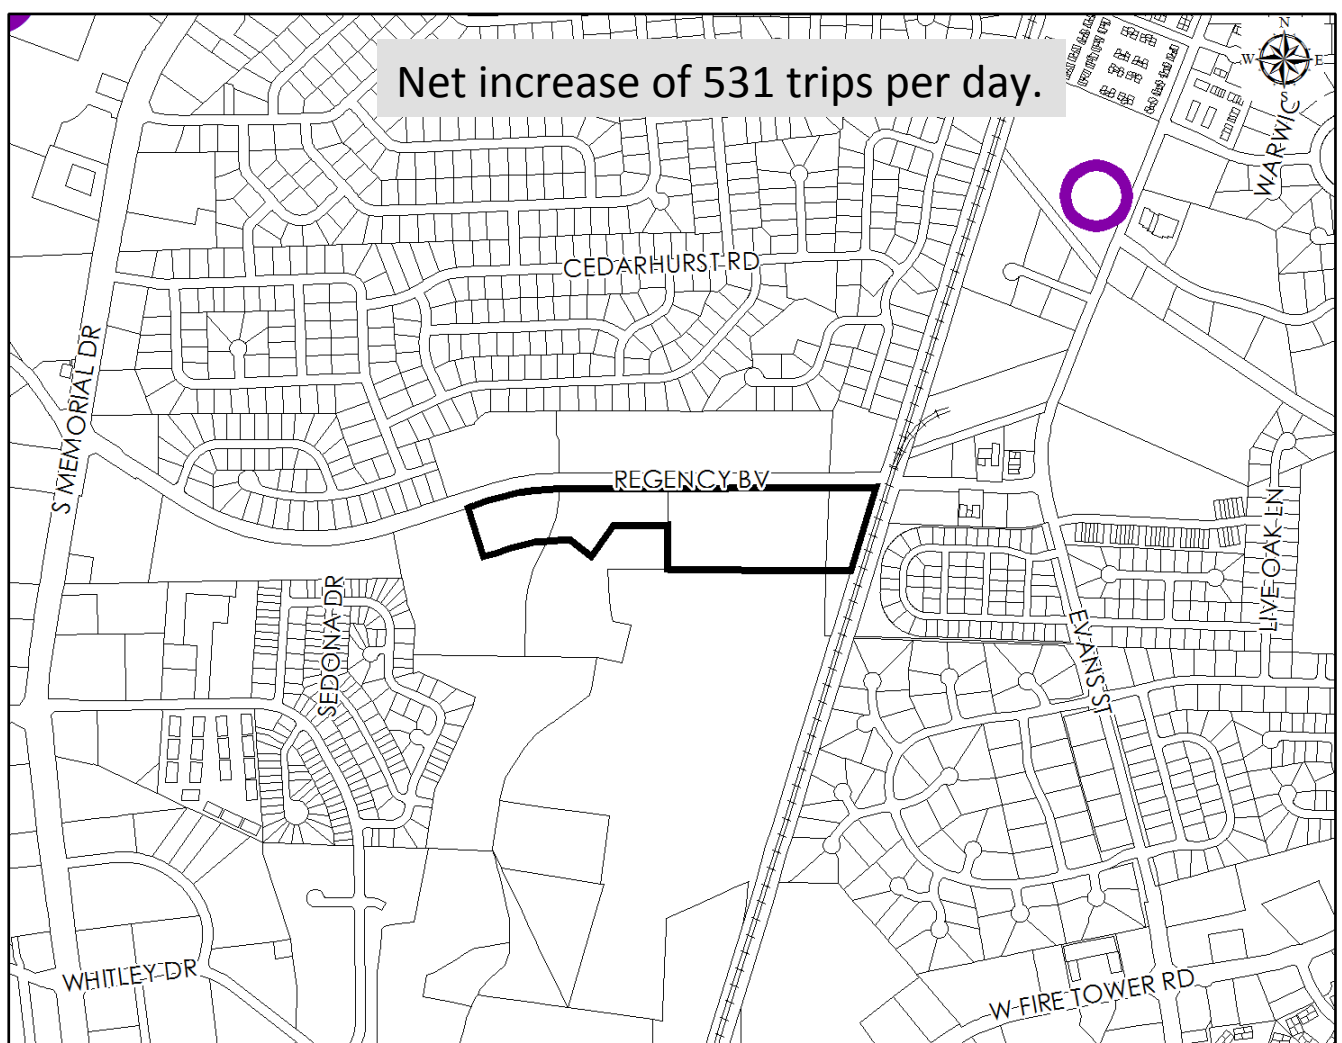 Net increase of 531 trips per day.
N
W
E
S
WARWIC
CEDARHURST RD
S MEMORIAL DR
REGENCY BV
LIVE OAK LN
SEDONA DR
EVANS ST
WHITLEY DR
W FIRE TOWER RD